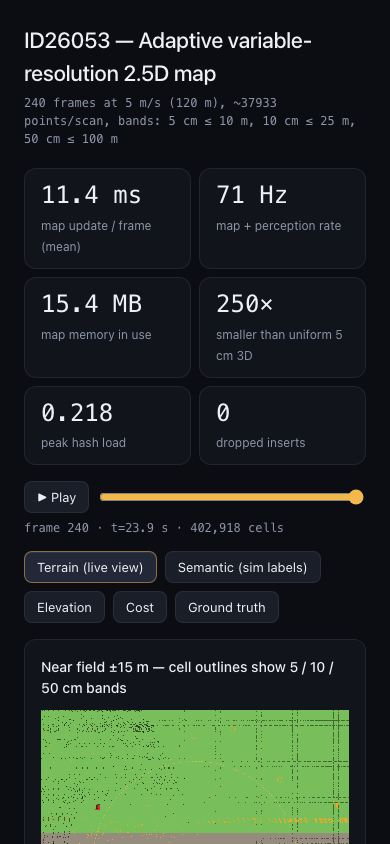 ID26053 — Adaptive variable-
resolution 2.5D map
240 frames at 5 m/s (120 m), ~37933
points/scan, bands: 5 cm ≤ 10 m, 10 cm ≤ 25 m,
50 cm ≤ 100 m
11.4 ms
map update / frame
(mean)
71 Hz
map + perception rate
15.4 MB
map memory in use
250×
smaller than uniform 5
cm 3D
0.218
peak hash load
0
dropped inserts
▶ Play
frame 240 · t=23.9 s · 402,918 cells
Terrain (live view)
Semantic (sim labels)
Elevation
Cost
Ground truth
Near field ±15 m — cell outlines show 5 / 10 /
50 cm bands